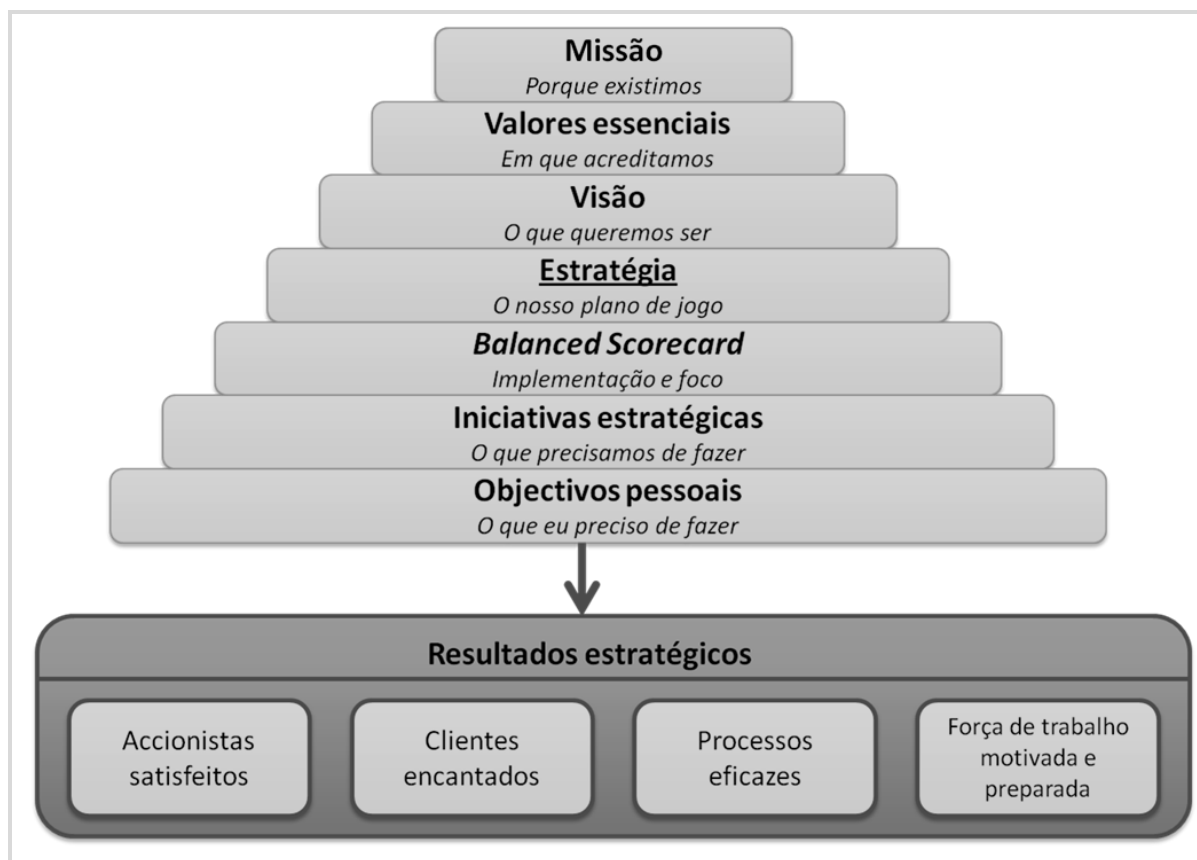 Missão
Porque existimos
Valores essenciais
Em que acreditamos
Visão
O que queremos ser
Estratégia
O nosso plano de jogo
Balanced Scorecard
Implementação e foco
Iniciativas estratégicas
O que precisamos de fazer
Objectivos pessoais
O que eu preciso de fazer
Resultados estratégicos
Accionistas
satisfeitos
Clientes
encantados
Processos
eficazes
Força de trabalho
motivada e
preparada